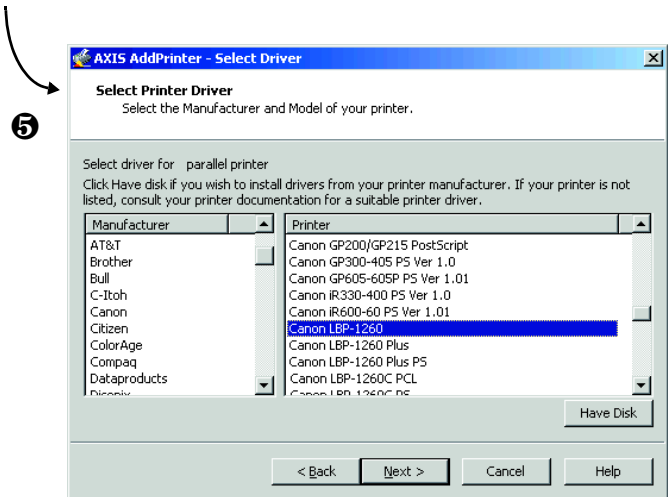 AXIS AddPrinter - Select Driver
❺
Select Printer Driver
Select the Manufacturer and Model of your printer.
Select driver for parallel printer
Click Have disk if you wish to install drivers from your printer manufacturer. If your printer is not
listed, consult your printer documentation for a suitable printer driver.
Manufacturer
AT&T
Brother
Bull
C-Itoh
Canon
Citizen
ColorAge
Compaq
Dataproducts
Printer
Canon GP200/GP215 PostScript
Canon GP300-405 PS Ver 1.0
Canon GP605-605P PS Ver 1.01
Canon iR330-400 PS Ver 1.0
Canon iR600-60 PS Ver 1.01
Canon LBP-1260
Canon LBP-1260 Plus
Canon LBP-1260 Plus PS
Canon LBP-1260C PCL
Canon LBP-1260C PS
Have Disk
< Back
Next >
Cancel
Help